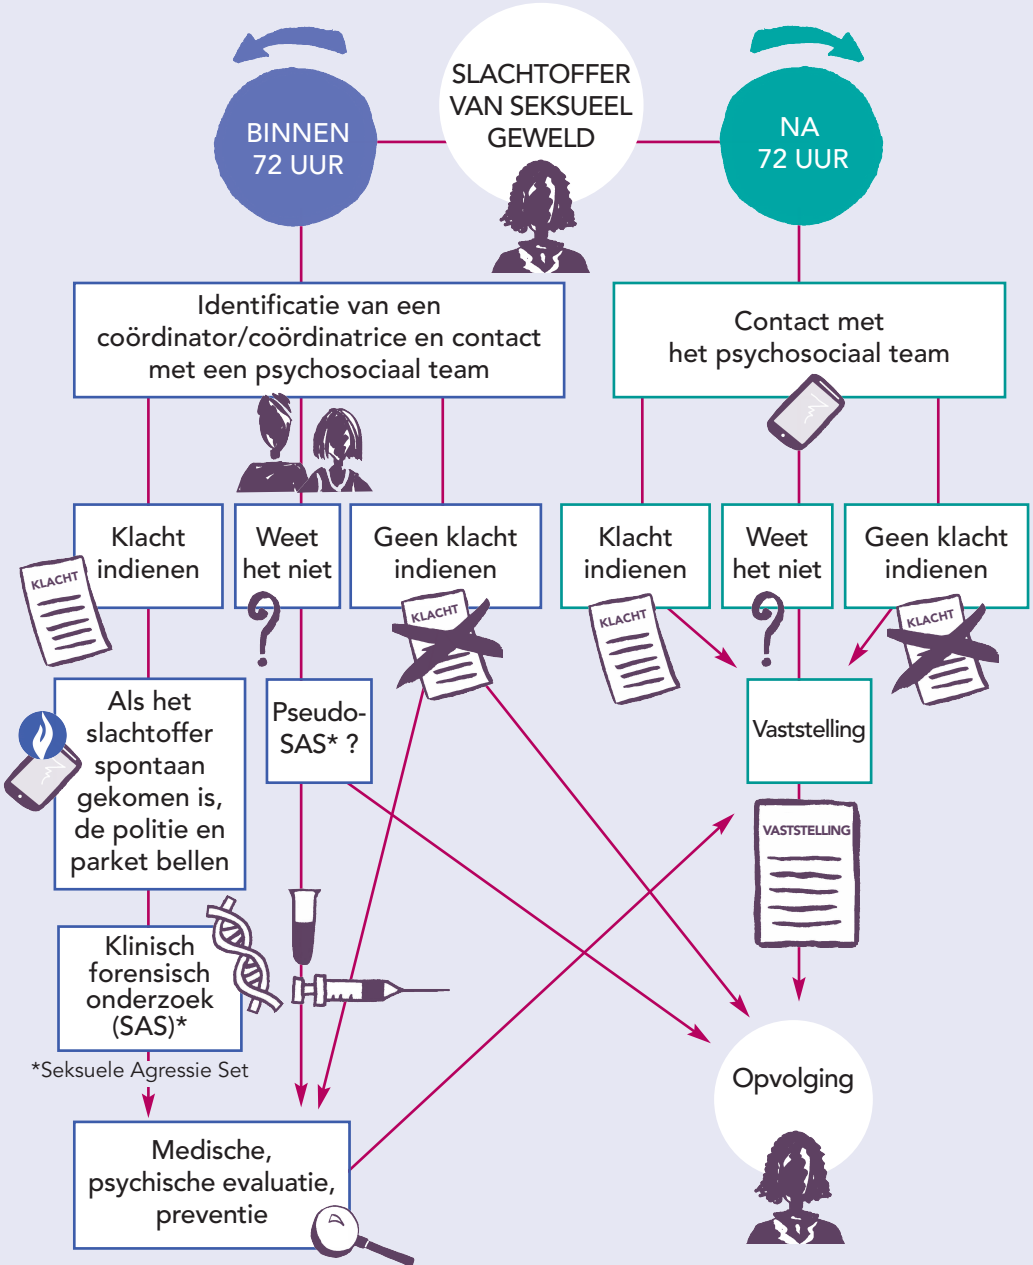 SLACHTOFFER
VAN SEKSUEEL
GEWELD
BINNEN
72 UUR
NA
72 UUR
Identificatie van een
coördinator/coördinatrice en contact
met een psychosociaal team
Contact met
het psychosociaal team
Klacht
indienen
Weet
het niet
Geen klacht
indienen
Klacht
indienen
Weet
het niet
Geen klacht
indienen
KLACHT
KLACHT
KLACHT
KLACHT
Als het
slachtoffer
spontaan
gekomen is,
de politie en
parket bellen
Pseudo-
SAS* ?
Vaststelling
VASTSTELLING
Klinisch
forensisch
onderzoek
(SAS)*
*Seksuele Agressie Set
Opvolging
Medische,
psychische evaluatie,
preventie